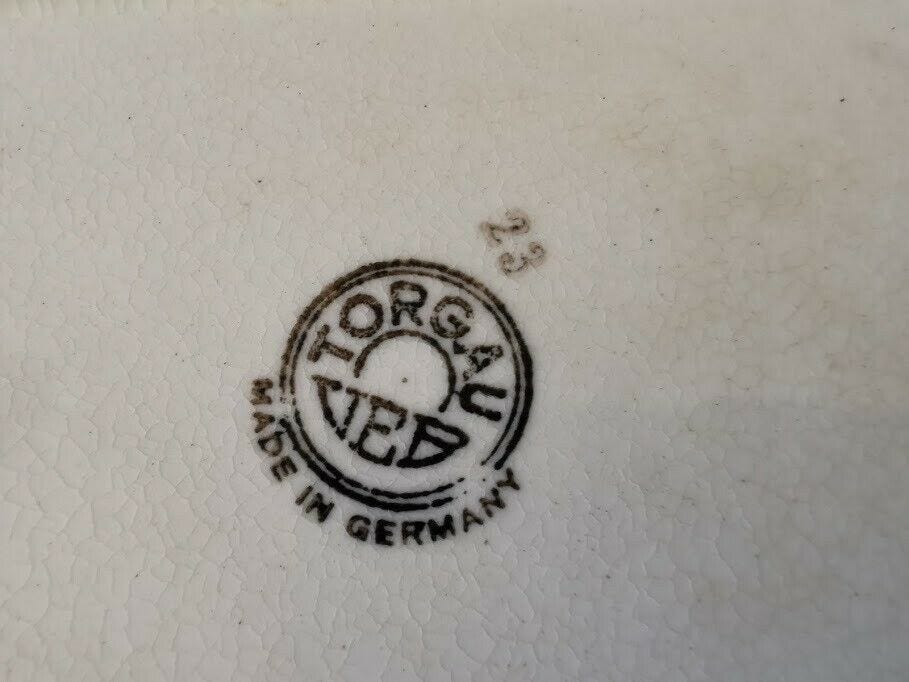 23
TORGAU
VEB
MADE IN GERMANY